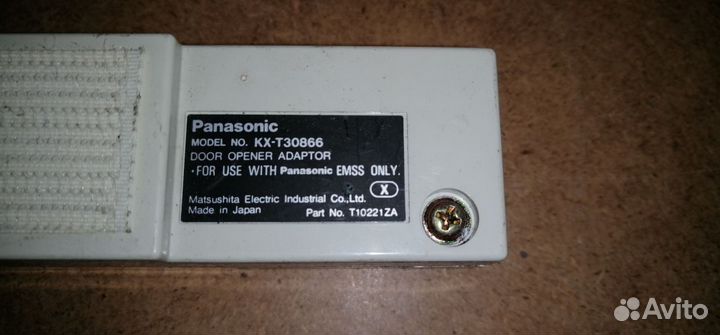 Panasonic
MODEL NO. KX-T30866
DOOR OPENER ADAPTOR
•FOR USE WITH Panasonic EMSS ONLY.
X
Matsushita Electric Industrial Co.,Ltd.
Made in Japan Part No. T10221ZA
Avito